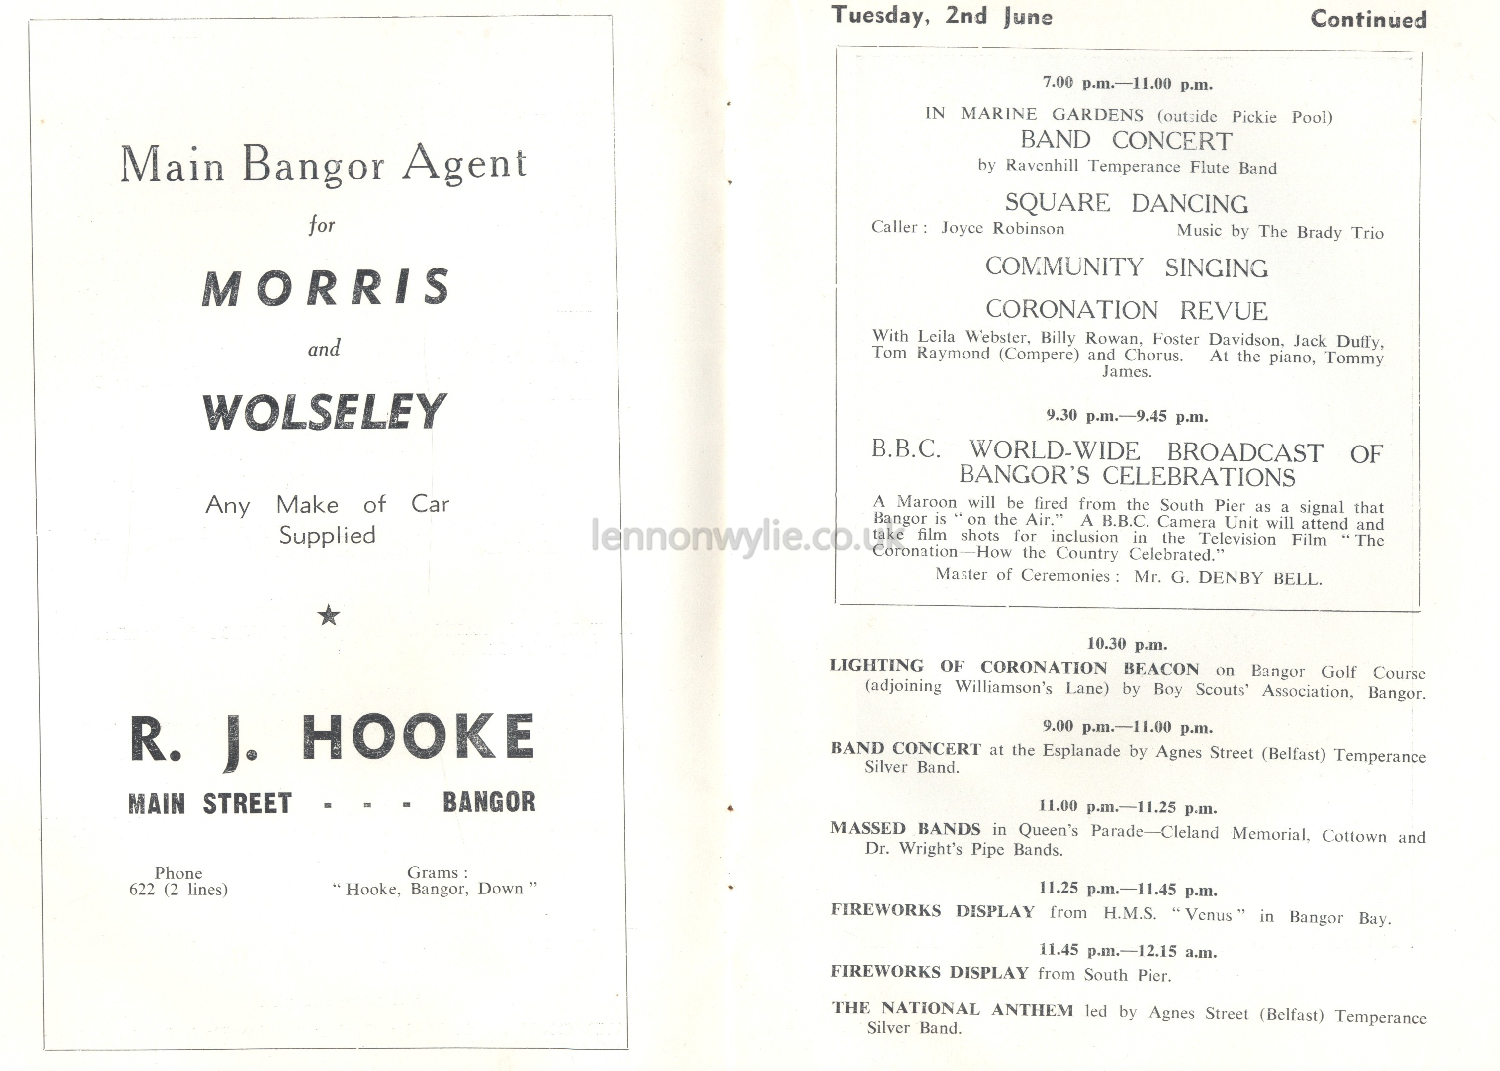 Main Bangor Agent
for
MORRIS
and
WOLSELEY
Any Make of Car
Supplied
R. J. HOOKE
MAIN STREET - - - BANGOR
Phone
622 (2 lines)
Grams :
"Hooke, Bangor, Down"
Tuesday, 2nd June Continued
7.00 p.m.—11.00 p.m.
IN MARINE GARDENS (outside Pickie Pool)
BAND CONCERT
by Ravenhill Temperance Flute Band
SQUARE DANCING
Caller : Joyce Robinson Music by The Brady Trio
COMMUNITY SINGING
CORONATION REVUE
With Leila Webster, Billy Rowan, Foster Davidson, Jack Duffy,
Tom Raymond (Compere) and Chorus. At the piano, Tommy
James.
9.30 p.m.—9.45 p.m.
B.B.C. WORLD-WIDE BROADCAST OF
BANGOR'S CELEBRATIONS
A Maroon will be fired from the South Pier as a signal that
Bangor is "on the Air." A B.B.C. Camera Unit will attend and
take film shots for inclusion in the Television Film "The
Coronation—How the Country Celebrated."
Master of Ceremonies : Mr. G. DENBY BELL.
10.30 p.m.
LIGHTING OF CORONATION BEACON on Bangor Golf Course
(adjoining Williamson's Lane) by Boy Scouts' Association, Bangor.
9.00 p.m.—11.00 p.m.
BAND CONCERT at the Esplanade by Agnes Street (Belfast) Temperance
Silver Band.
11.00 p.m.—11.25 p.m.
MASSED BANDS in Queen's Parade—Cleland Memorial, Cottown and
Dr. Wright's Pipe Bands.
11.25 p.m.—11.45 p.m.
FIREWORKS DISPLAY from H.M.S. "Venus" in Bangor Bay.
11.45 p.m.—12.15 a.m.
FIREWORKS DISPLAY from South Pier.
THE NATIONAL ANTHEM led by Agnes Street (Belfast) Temperance
Silver Band.
lennonwylie.co.uk